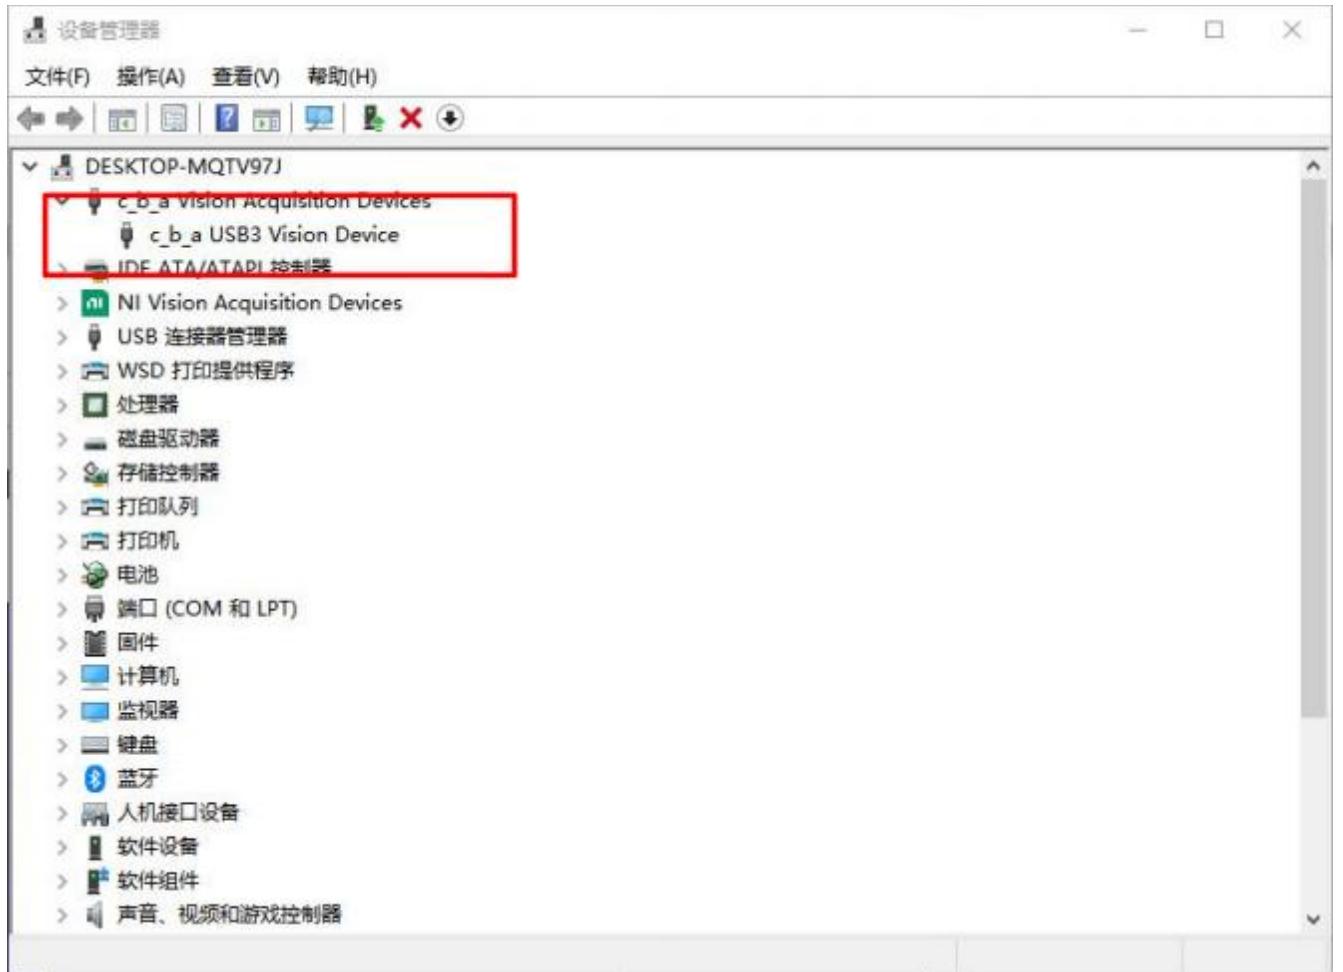 设备管理器
文件(F) 操作(A) 查看(V) 帮助(H)
DESKTOP-MQTV97J
c_b_a Vision Acquisition Devices
c_b_a USB3 Vision Device
IDE ATA/ATAPI 控制器
NI Vision Acquisition Devices
USB 连接器管理器
WSD 打印提供程序
处理器
磁盘驱动器
存储控制器
打印队列
打印机
电池
端口 (COM 和 LPT)
固件
计算机
监视器
键盘
蓝牙
人机接口设备
软件设备
软件组件
声音、视频和游戏控制器